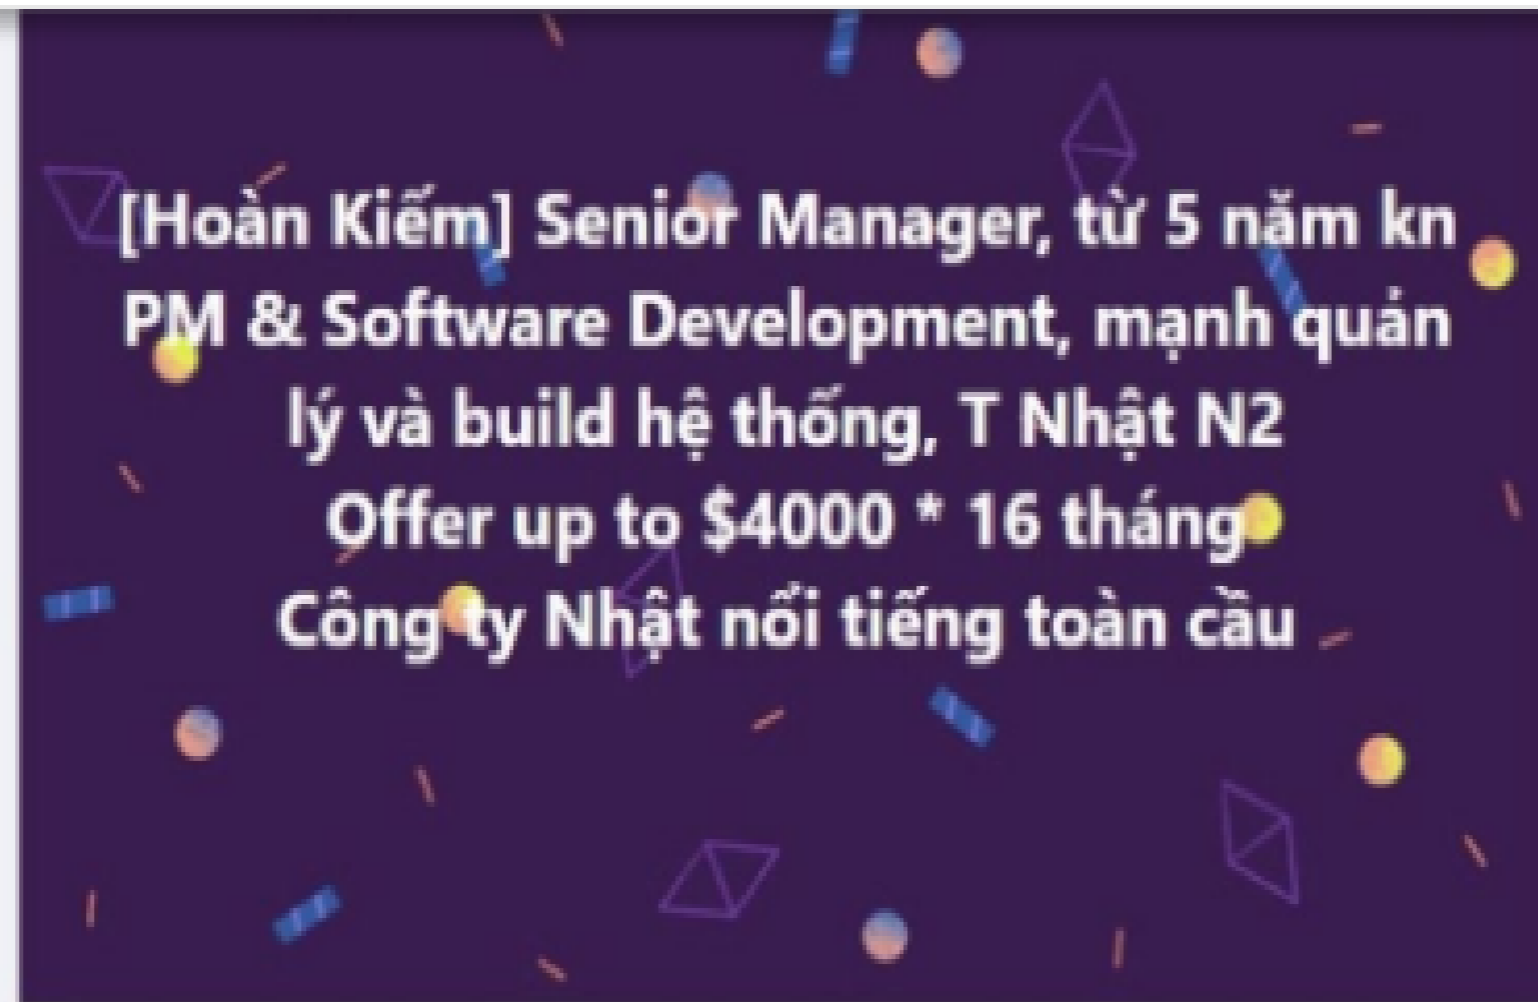 [Hoàn Kiếm] Senior Manager, từ 5 năm kn
PM & Software Development, mạnh quản
lý và build hệ thống, T Nhật N2
Offer up to $4000 * 16 tháng
Công ty Nhật nổi tiếng toàn cầu